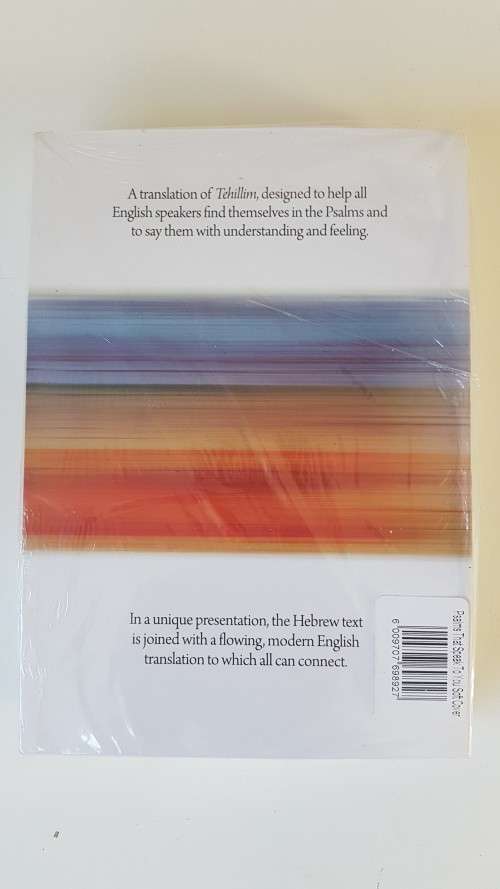 A translation of Tehillim, designed to help all
English speakers find themselves in the Psalms and
to say them with understanding and feeling.
In a unique presentation, the Hebrew text
is joined with a flowing, modern English
translation to which all can connect.
Psalms That Speak To You Soft Cover
6 009707 698927